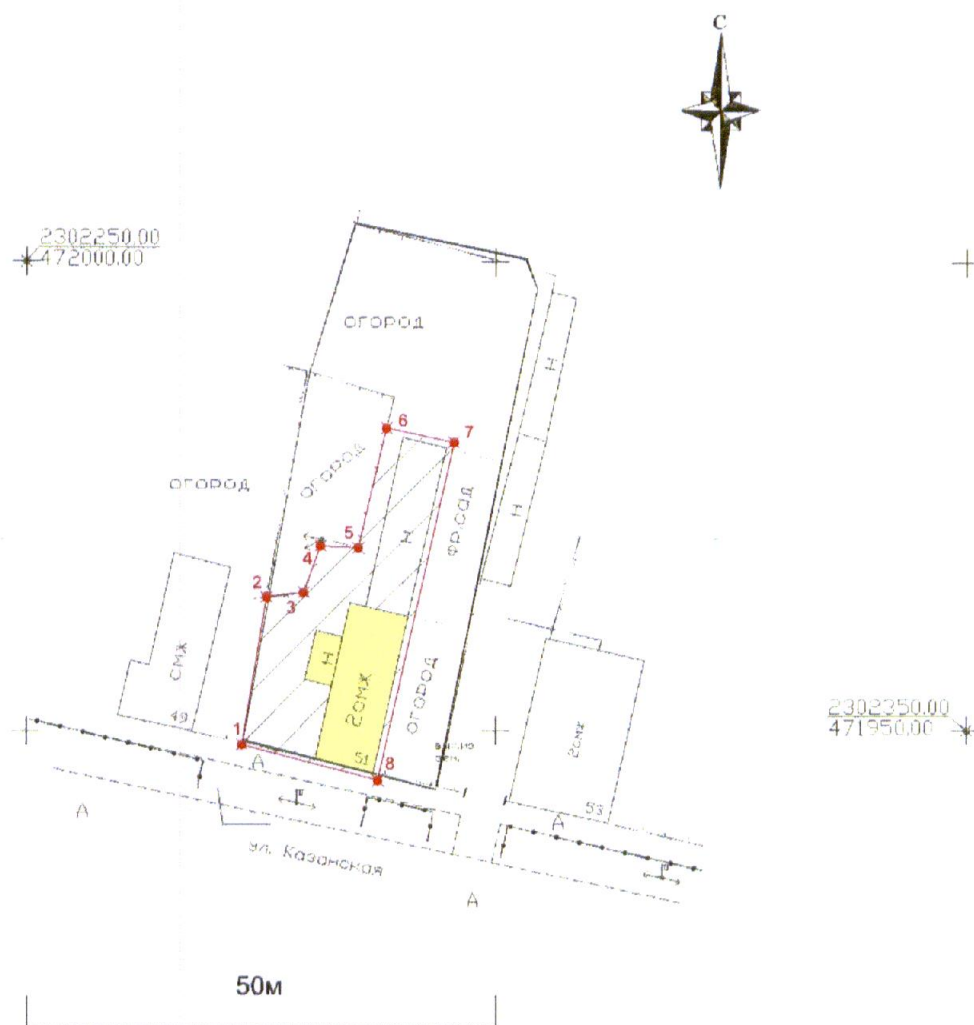 С
2302250.00
472000.00
ОГОРОД
Н
6
7
ОГОРОД
ОГОРОД
ФР.САД
Н
Н
4
5
2
3
СМЖ
Н
2ОМЖ
ОГОРОД
2302350.00
471950.00
2ОМЖ
49
1
51
8
А
А
53
А
ул. Казанская
А
50м